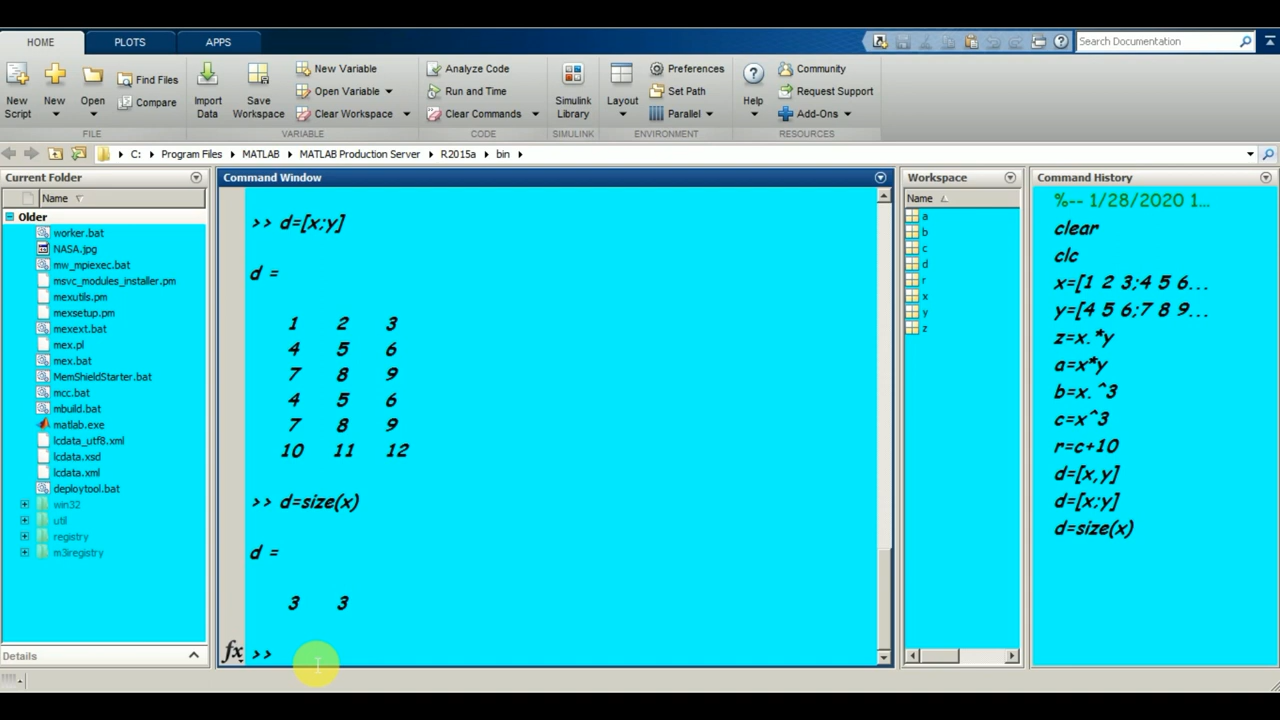 HOME PLOTS APPS Search Documentation
New Script
New
Open
Find Files
Compare
FILE
Import Data
Save Workspace
New Variable
Open Variable
Clear Workspace
VARIABLE
Analyze Code
Run and Time
Clear Commands
CODE
Simulink Library
SIMULINK
Layout
Preferences
Set Path
Parallel
ENVIRONMENT
Help
Community
Request Support
Add-Ons
RESOURCES
C: Program Files MATLAB MATLAB Production Server R2015a bin
Current Folder
Name
Older
worker.bat
NASA.jpg
mw_mpiexec.bat
msvc_modules_installer.pm
mexutils.pm
mexsetup.pm
mexext.bat
mex.pl
mex.bat
MemShieldStarter.bat
mcc.bat
mbuild.bat
matlab.exe
lcdata_utf8.xml
lcdata.xsd
lcdata.xml
deploytool.bat
win32
util
registry
m3iregistry
Details
Command Window
>> d=[x;y]
d =
1 2 3
4 5 6
7 8 9
4 5 6
7 8 9
10 11 12
>> d=size(x)
d =
3 3
fx >>
Workspace
Name
a
b
c
d
r
x
y
z
Command History
%-- 1/28/2020 1...
clear
clc
x=[1 2 3;4 5 6...
y=[4 5 6;7 8 9...
z=x.*y
a=x*y
b=x.^3
c=x^3
r=c+10
d=[x,y]
d=[x;y]
d=size(x)